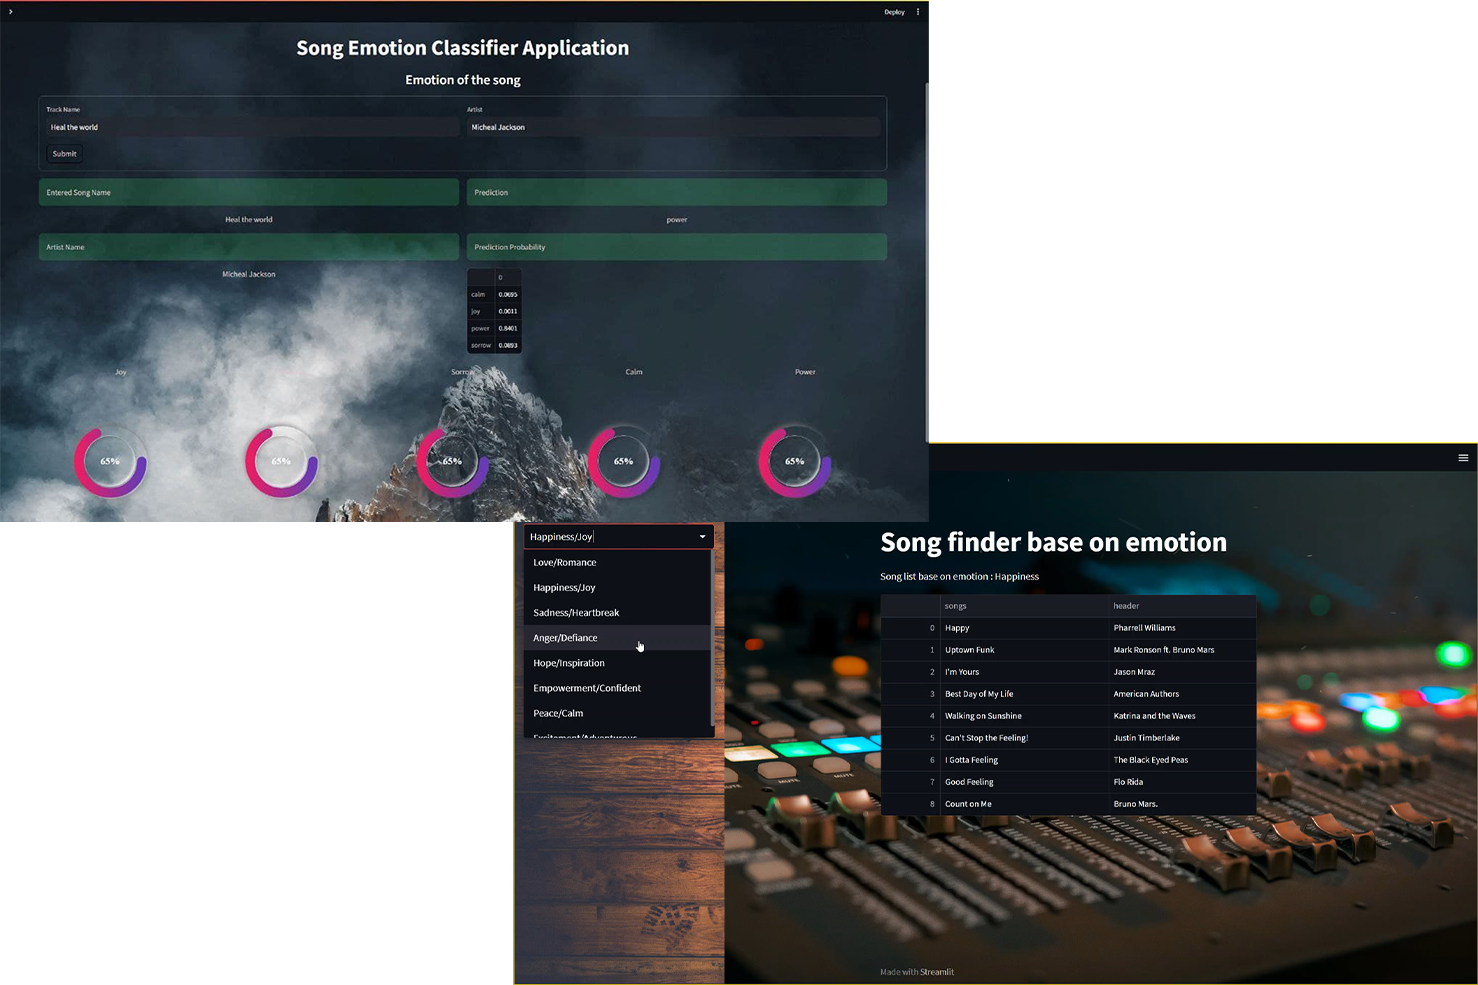 Deploy
Song Emotion Classifier Application
Emotion of the song
Track Name Artist
Heal the world Micheal Jackson
Submit
Entered Song Name Prediction
Heal the world power
Artist Name Prediction Probability
Micheal Jackson
0
calm 0.0695
joy 0.0011
power 0.8401
sorrow 0.0893
Joy Sorrow Calm Power
65% 65% 65% 65% 65%
Happiness/Joy
Love/Romance
Happiness/Joy
Sadness/Heartbreak
Anger/Defiance
Hope/Inspiration
Empowerment/Confident
Peace/Calm
Excitement/Adventurous
Song finder base on emotion
Song list base on emotion : Happiness
songs header
0 Happy Pharrell Williams
1 Uptown Funk Mark Ronson ft. Bruno Mars
2 I'm Yours Jason Mraz
3 Best Day of My Life American Authors
4 Walking on Sunshine Katrina and the Waves
5 Can't Stop the Feeling! Justin Timberlake
6 I Gotta Feeling The Black Eyed Peas
7 Good Feeling Flo Rida
8 Count on Me Bruno Mars.
MUTE MUTE
Made with Streamlit